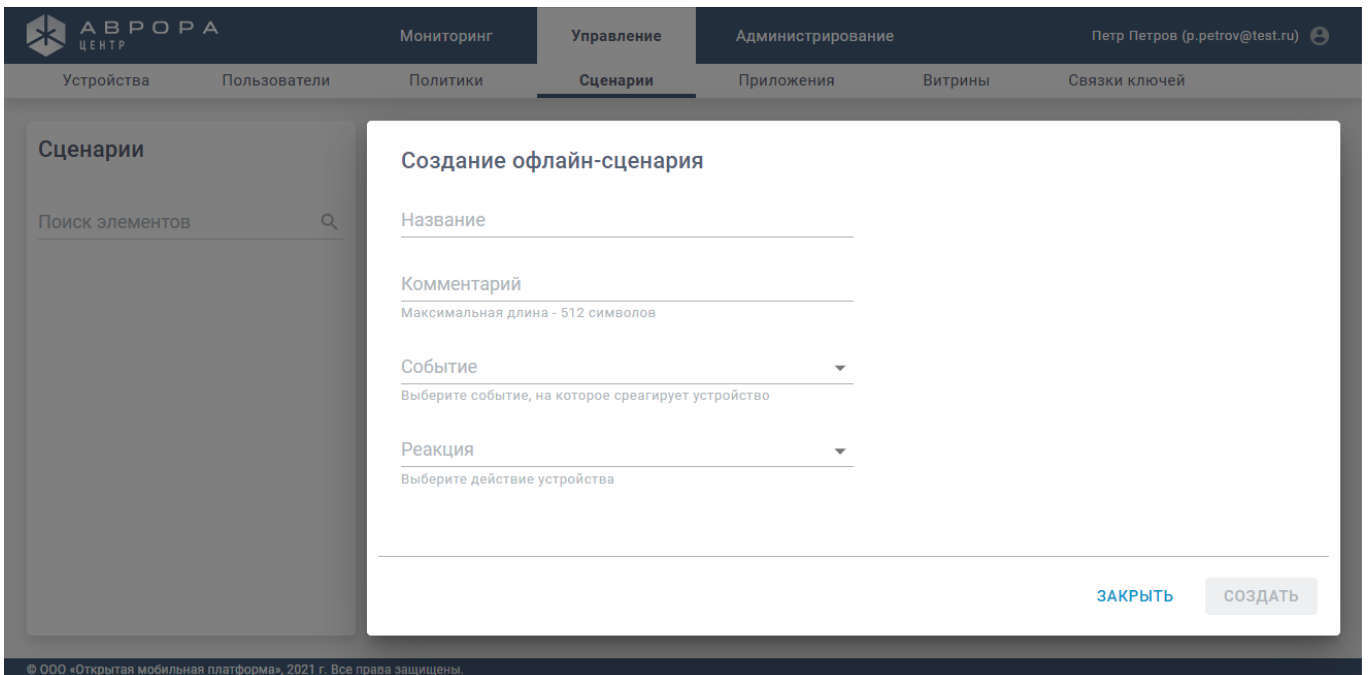 АВРОРА
ЦЕНТР
Мониторинг
Управление
Администрирование
Петр Петров (p.petrov@test.ru)
Устройства
Пользователи
Политики
Сценарии
Приложения
Витрины
Связки ключей
Сценарии
Поиск элементов
Создание офлайн-сценария
Название
Комментарий
Максимальная длина - 512 символов
Событие
Выберите событие, на которое среагирует устройство
Реакция
Выберите действие устройства
ЗАКРЫТЬ
СОЗДАТЬ
© ООО «Открытая мобильная платформа», 2021 г. Все права защищены.